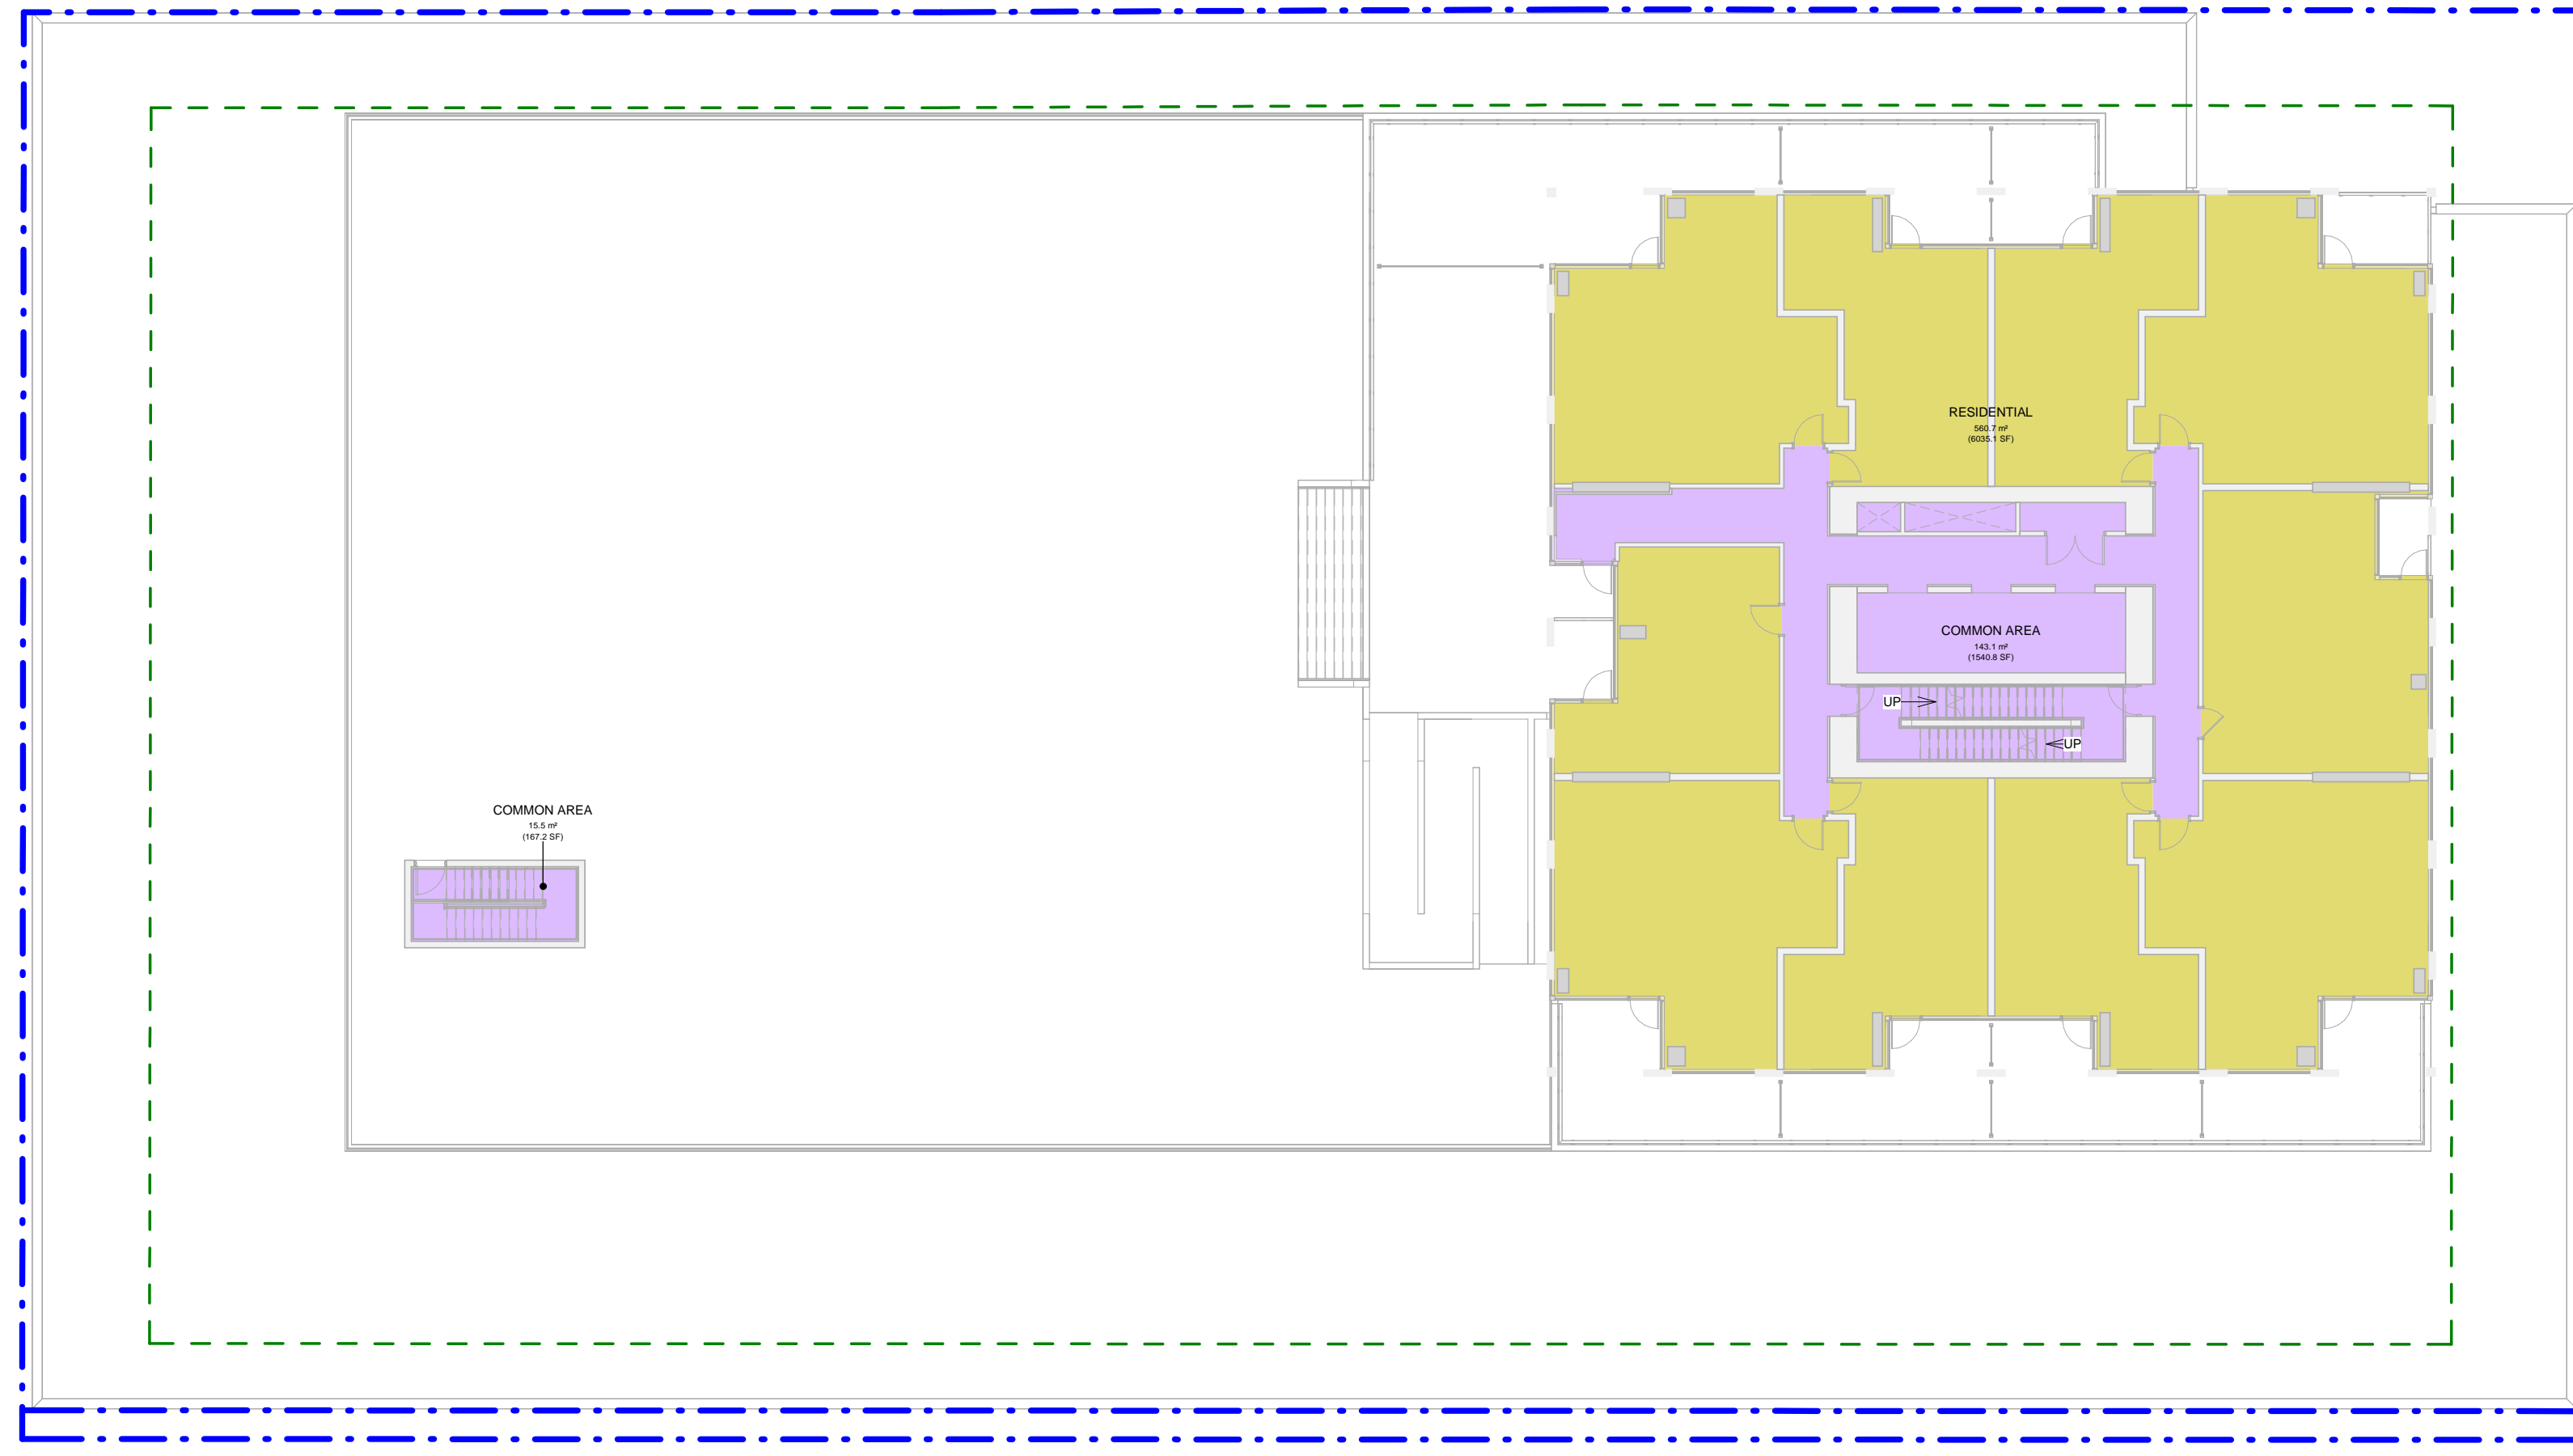 RESIDENTIAL
560.7 m²
(6035.1 SF)
COMMON AREA
143.1 m²
(1540.8 SF)
UP
UP
COMMON AREA
15.5 m²
(167.2 SF)